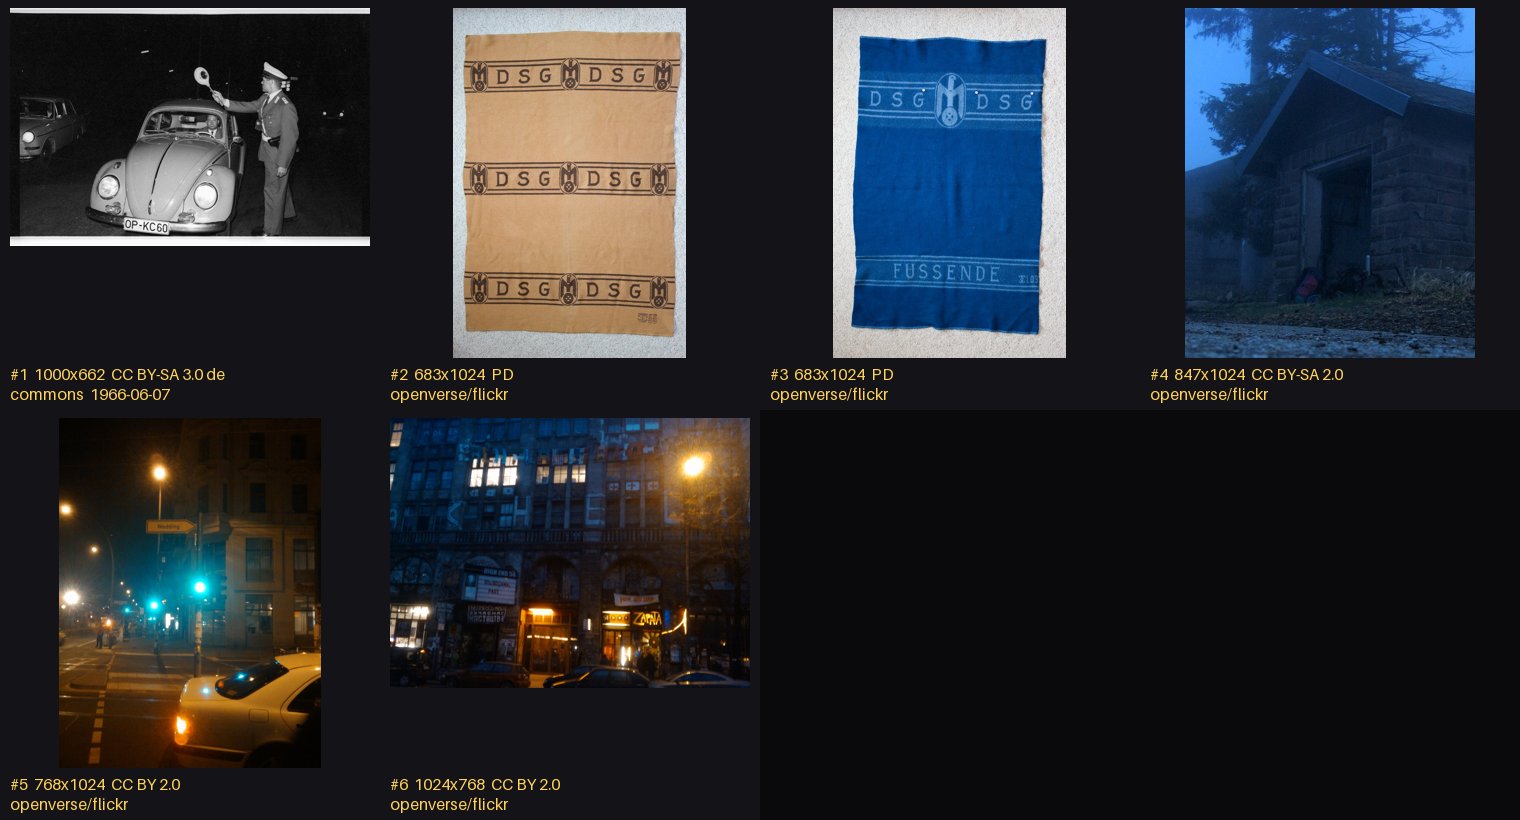 OP-KC60
DSG DSG
DSG DSG
DSG DSG
DSG DSG
FUSSENDE
#1 1000x662 CC BY-SA 3.0 de
commons 1966-06-07
#2 683x1024 PD
openverse/flickr
#3 683x1024 PD
openverse/flickr
#4 847x1024 CC BY-SA 2.0
openverse/flickr
Wedding
ZAPATA
#5 768x1024 CC BY 2.0
openverse/flickr
#6 1024x768 CC BY 2.0
openverse/flickr